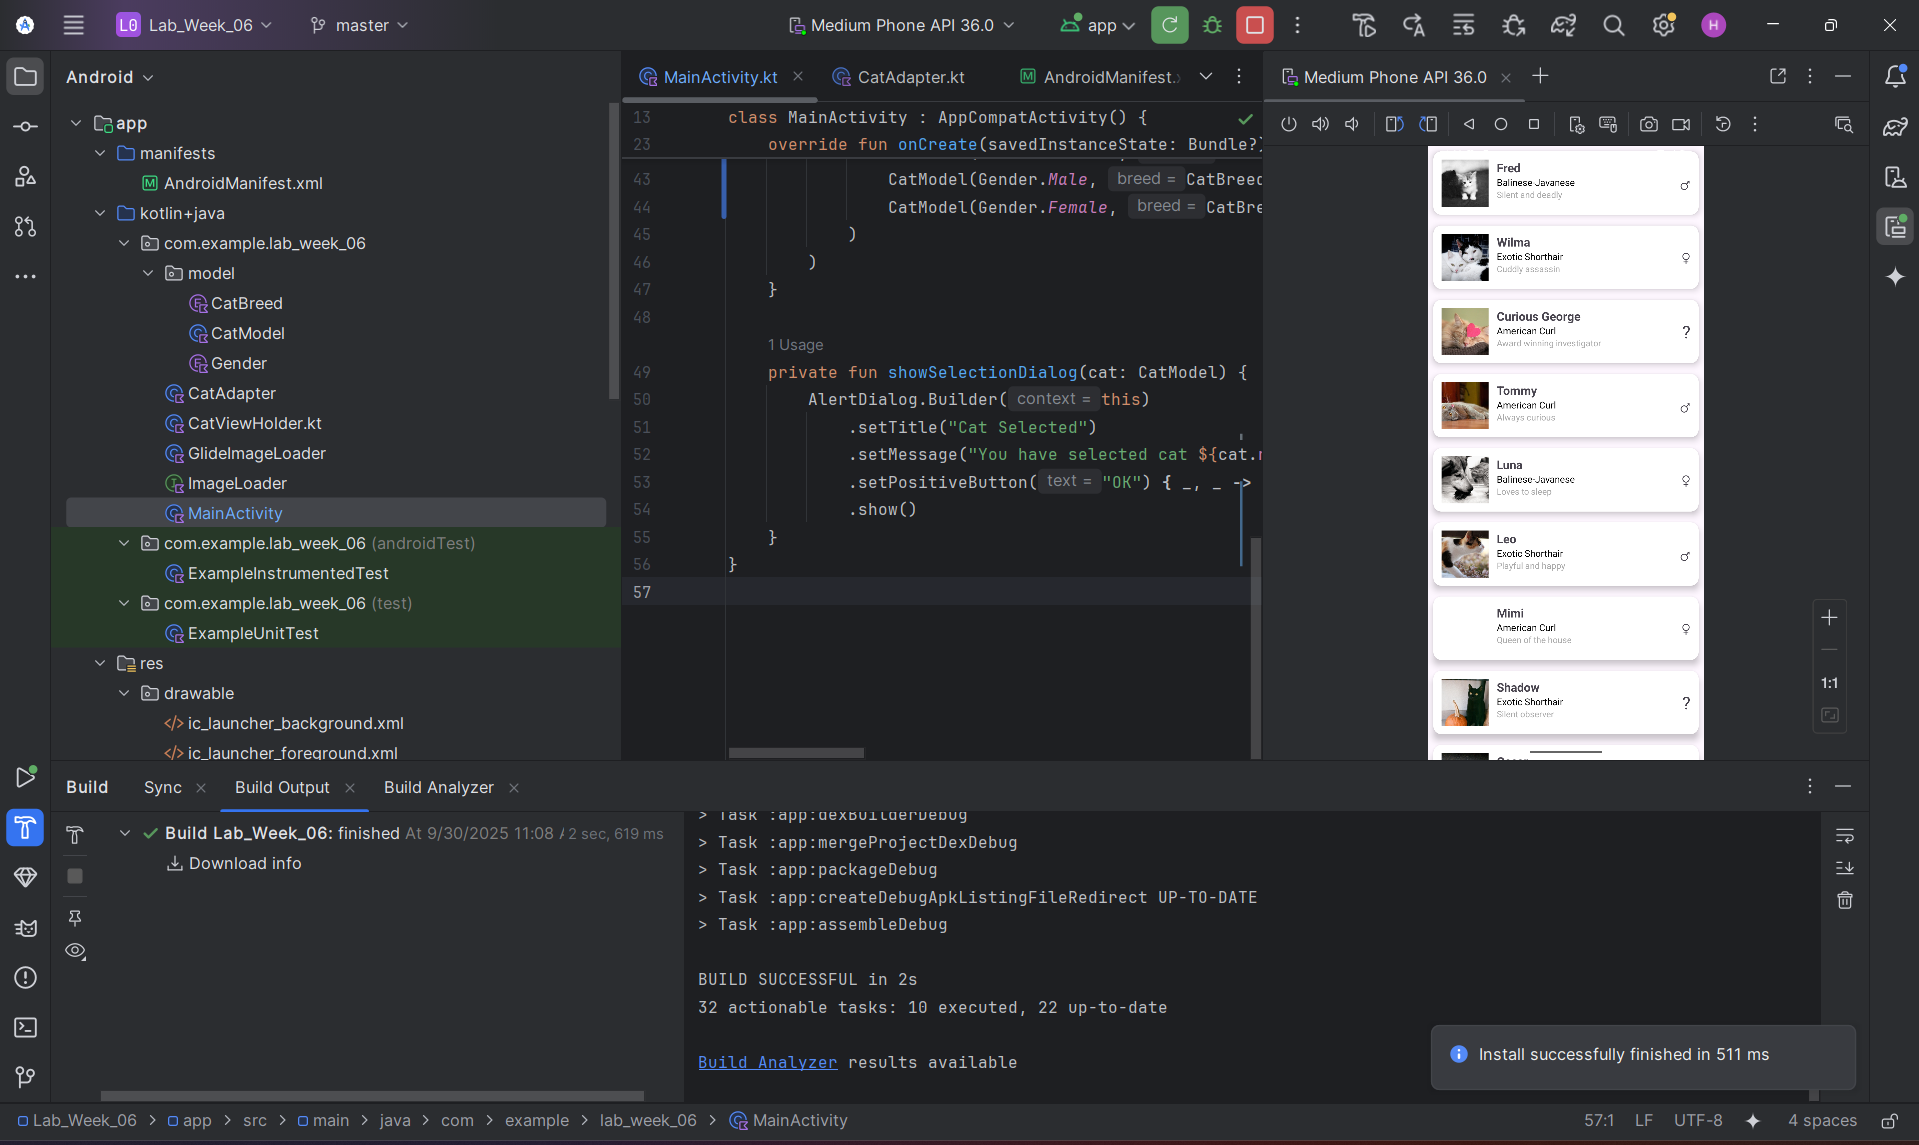 L0 Lab_Week_06 master Medium Phone API 36.0 app H
Android
app
manifests
AndroidManifest.xml
kotlin+java
com.example.lab_week_06
model
CatBreed
CatModel
Gender
CatAdapter
CatViewHolder.kt
GlideImageLoader
ImageLoader
MainActivity
com.example.lab_week_06 (androidTest)
ExampleInstrumentedTest
com.example.lab_week_06 (test)
ExampleUnitTest
res
drawable
ic_launcher_background.xml
ic_launcher_foreground.xml
MainActivity.kt CatAdapter.kt AndroidManifest.
13 class MainActivity : AppCompatActivity() {
23 override fun onCreate(savedInstanceState: Bundle?)
43 CatModel(Gender.Male, breed = CatBreed
44 CatModel(Gender.Female, breed = CatBre
45 )
46 )
47 }
48
1 Usage
49 private fun showSelectionDialog(cat: CatModel) {
50 AlertDialog.Builder( context = this)
51 .setTitle("Cat Selected")
52 .setMessage("You have selected cat ${cat.n
53 .setPositiveButton( text = "OK") { _, _ ->
54 .show()
55 }
56 }
57
Medium Phone API 36.0
Fred
Balinese Javanese
Silent and deadly
♂
Wilma
Exotic Shorthair
Cuddly assassin
♀
Curious George
American Curl
Award winning investigator
?
Tommy
American Curl
Always curious
♂
Luna
Balinese-Javanese
Loves to sleep
♀
Leo
Exotic Shorthair
Playful and happy
♂
Mimi
American Curl
Queen of the house
♀
Shadow
Exotic Shorthair
Silent observer
?
1:1
Build Sync Build Output Build Analyzer
Build Lab_Week_06: finished At 9/30/2025 11:08 A 2 sec, 619 ms
Download info
> Task :app:dexBuilderDebug
> Task :app:mergeProjectDexDebug
> Task :app:packageDebug
> Task :app:createDebugApkListingFileRedirect UP-TO-DATE
> Task :app:assembleDebug
BUILD SUCCESSFUL in 2s
32 actionable tasks: 10 executed, 22 up-to-date
Build Analyzer results available
Install successfully finished in 511 ms
Lab_Week_06 > app > src > main > java > com > example > lab_week_06 > MainActivity
57:1 LF UTF-8 4 spaces